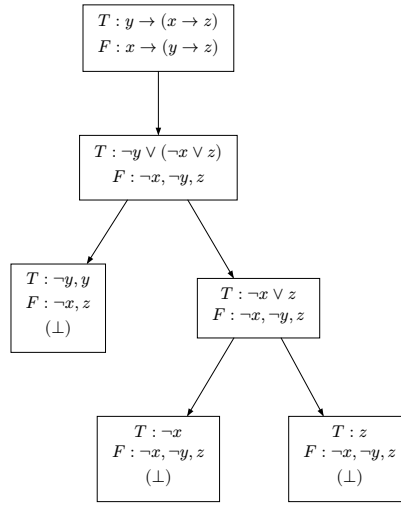 T : y → (x → z)
F : x → (y → z)
T : ¬y ∨ (¬x ∨ z)
F : ¬x, ¬y, z
T : ¬y, y
F : ¬x, z
(⊥)
T : ¬x ∨ z
F : ¬x, ¬y, z
T : ¬x
F : ¬x, ¬y, z
(⊥)
T : z
F : ¬x, ¬y, z
(⊥)